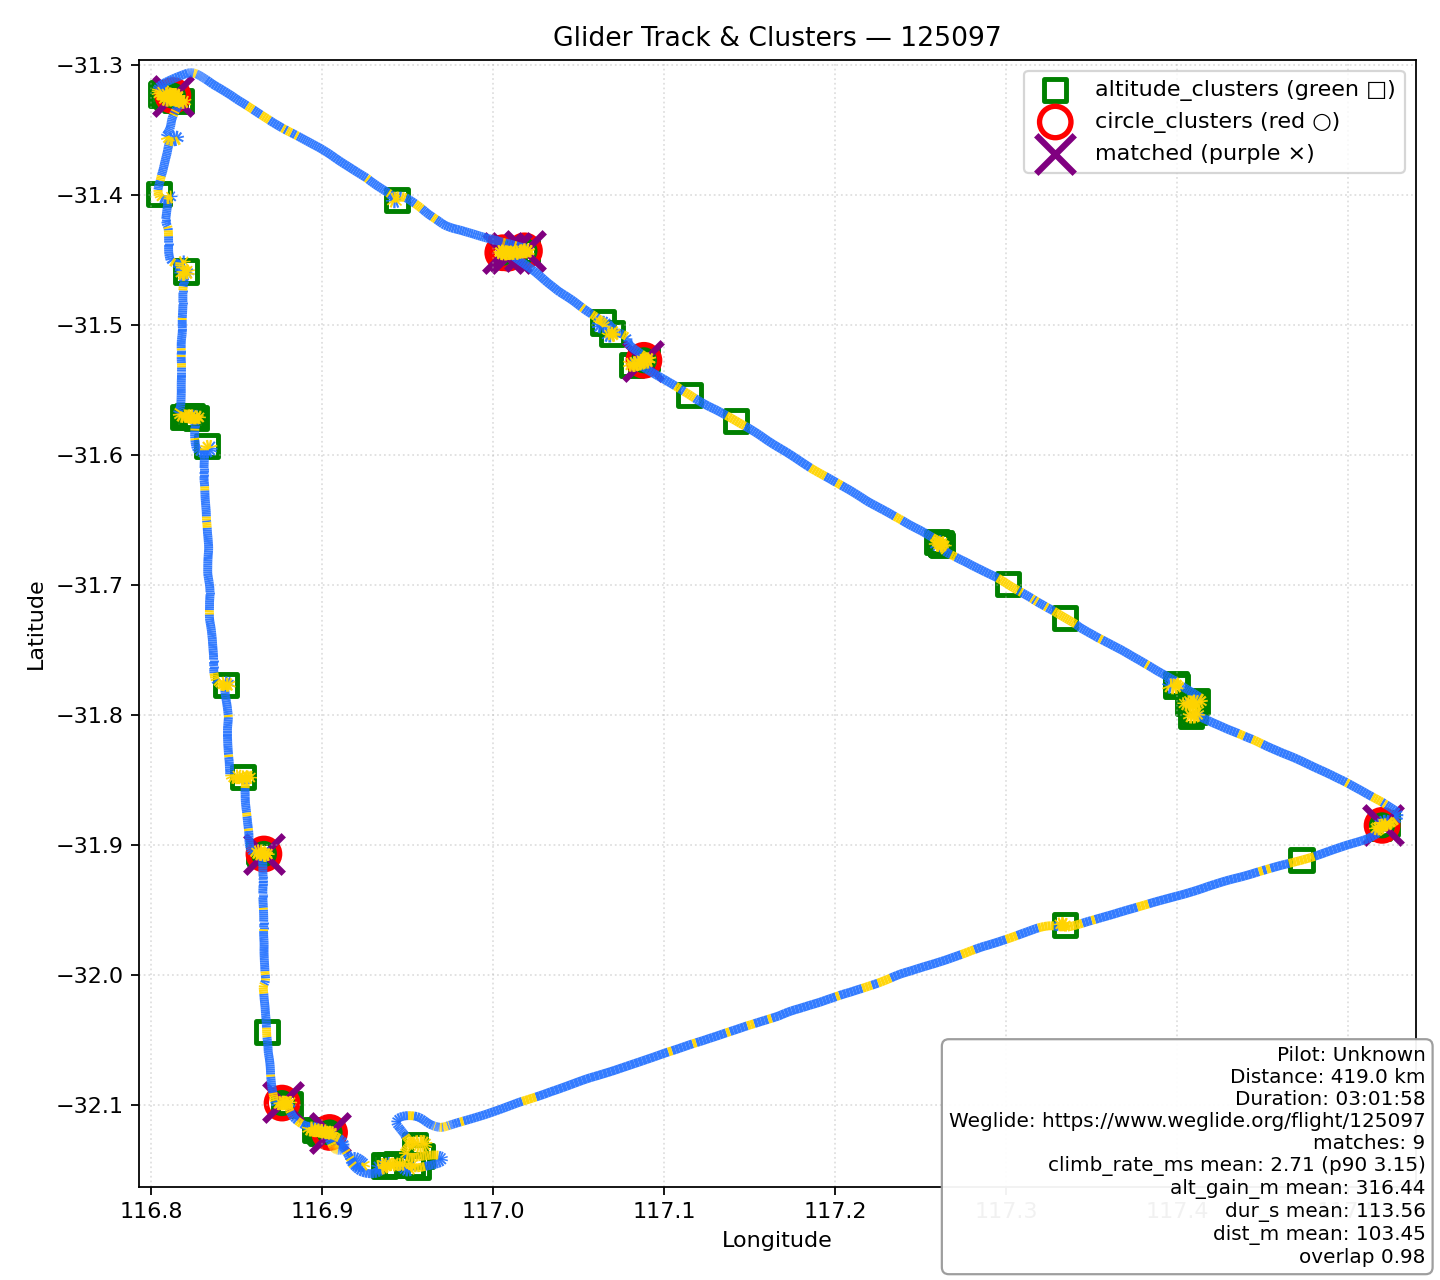 Glider Track & Clusters — 125097
altitude_clusters (green □)
circle_clusters (red ○)
matched (purple ×)
Latitude
−31.3
−31.4
−31.5
−31.6
−31.7
−31.8
−31.9
−32.0
−32.1
116.8
116.9
117.0
117.1
117.2
117.3
117.4
Longitude
Pilot: Unknown
Distance: 419.0 km
Duration: 03:01:58
Weglide: https://www.weglide.org/flight/125097
matches: 9
climb_rate_ms mean: 2.71 (p90 3.15)
alt_gain_m mean: 316.44
dur_s mean: 113.56
dist_m mean: 103.45
overlap 0.98